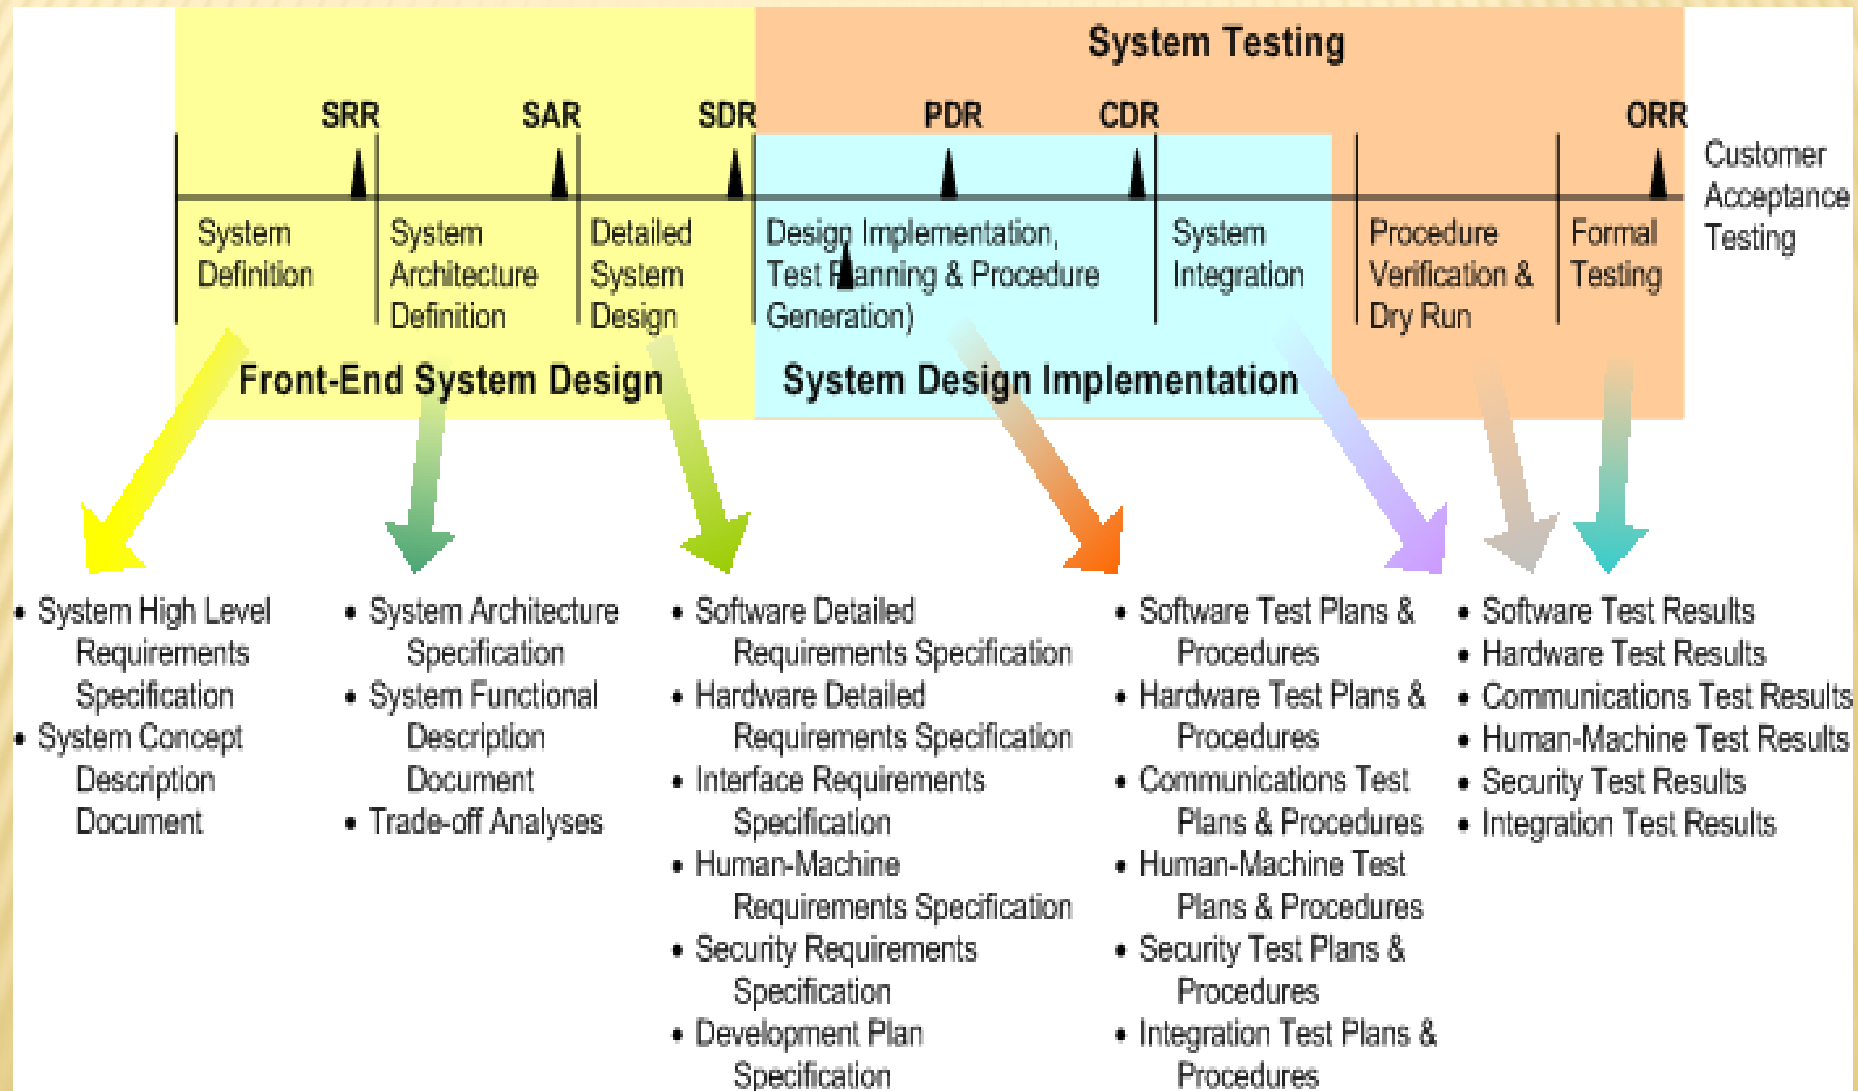 System Testing
SRR
SAR
SDR
PDR
CDR
ORR
System
Definition
System
Architecture
Definition
Detailed
System
Design
Design Implementation,
Test Planning & Procedure
Generation)
System
Integration
Procedure
Verification &
Dry Run
Formal
Testing
Customer
Acceptance
Testing
Front-End System Design
System Design Implementation
• System High Level
Requirements
Specification
• System Concept
Description
Document
• System Architecture
Specification
• System Functional
Description
Document
• Trade-off Analyses
• Software Detailed
Requirements Specification
• Hardware Detailed
Requirements Specification
• Interface Requirements
Specification
• Human-Machine
Requirements Specification
• Security Requirements
Specification
• Development Plan
Specification
• Software Test Plans &
Procedures
• Hardware Test Plans &
Procedures
• Communications Test
Plans & Procedures
• Human-Machine Test
Plans & Procedures
• Security Test Plans &
Procedures
• Integration Test Plans &
Procedures
• Software Test Results
• Hardware Test Results
• Communications Test Results
• Human-Machine Test Results
• Security Test Results
• Integration Test Results